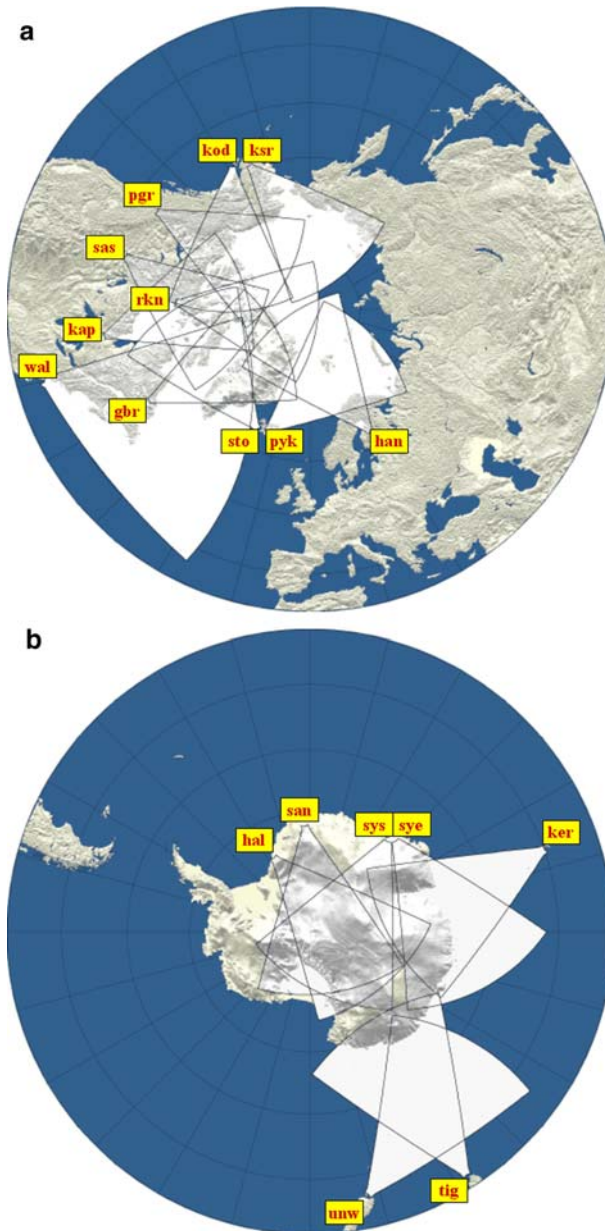 a
kod ksr
pgr
sas
rkn
kap
wal
gbr
sto pyk han
b
san
sys sye ker
hal
tig
unw